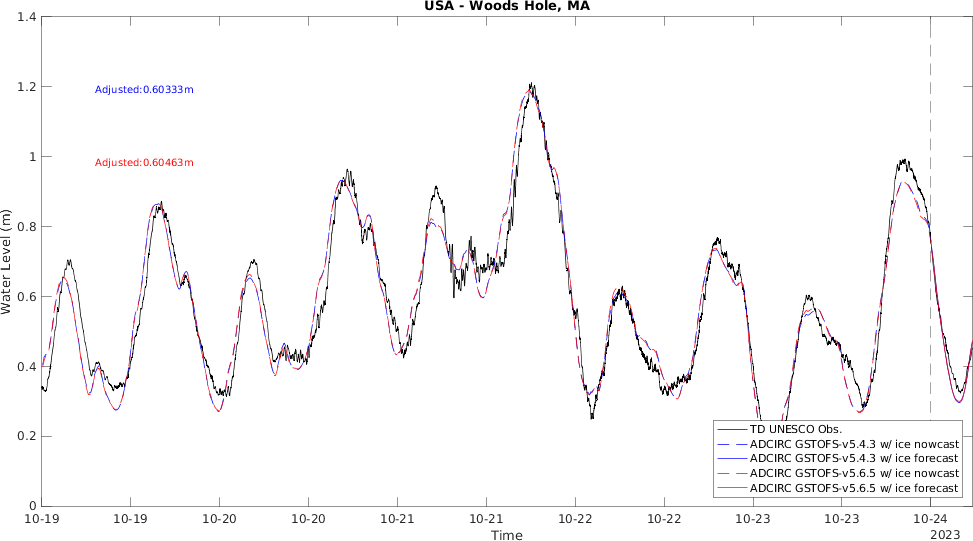 USA - Woods Hole, MA
1.4
1.2
1
0.8
0.6
0.4
0.2
0
Water Level (m)
Adjusted:0.60333m
Adjusted:0.60463m
TD UNESCO Obs.
ADCIRC GSTOFS-v5.4.3 w/ ice nowcast
ADCIRC GSTOFS-v5.4.3 w/ ice forecast
ADCIRC GSTOFS-v5.6.5 w/ ice nowcast
ADCIRC GSTOFS-v5.6.5 w/ ice forecast
10-19 10-19 10-20 10-20 10-21 10-21 10-22 10-22 10-23 10-23 10-24
Time
2023